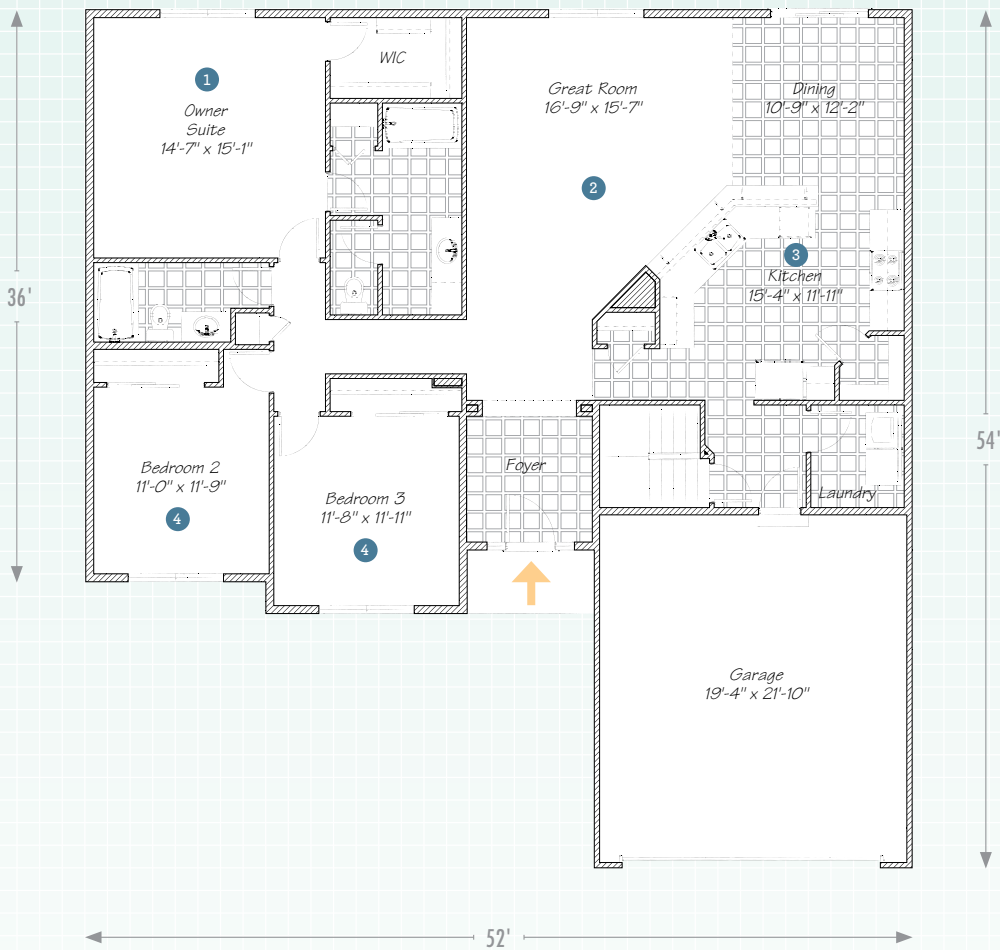 1
Owner
Suite
14'-7" x 15'-1"
WIC
Great Room
16'-9" x 15'-7"
Dining
10'-9" x 12'-2"
2
3
Kitchen
15'-4" x 11'-11"
36'
54'
Bedroom 2
11'-0" x 11'-9"
4
Bedroom 3
11'-8" x 11'-11"
4
Foyer
Laundry
Garage
19'-4" x 21'-10"
52'